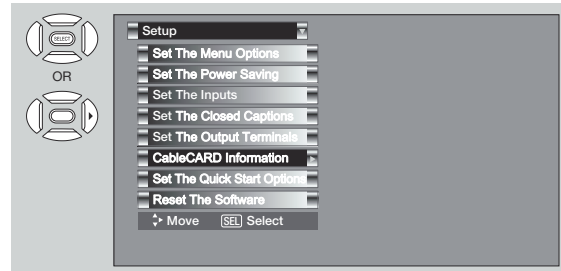 SELECT
OR
Setup
Set The Menu Options
Set The Power Saving
Set The Inputs
Set The Closed Captions
Set The Output Terminals
CableCARD Information
Set The Quick Start Options
Reset The Software
Move SEL Select